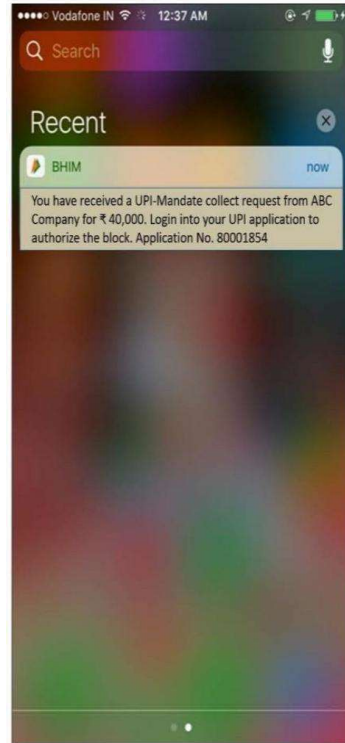 Vodafone IN 12:37 AM
Search
Recent
BHIM now
You have received a UPI-Mandate collect request from ABC
Company for ₹ 40,000. Login into your UPI application to
authorize the block. Application No. 80001854